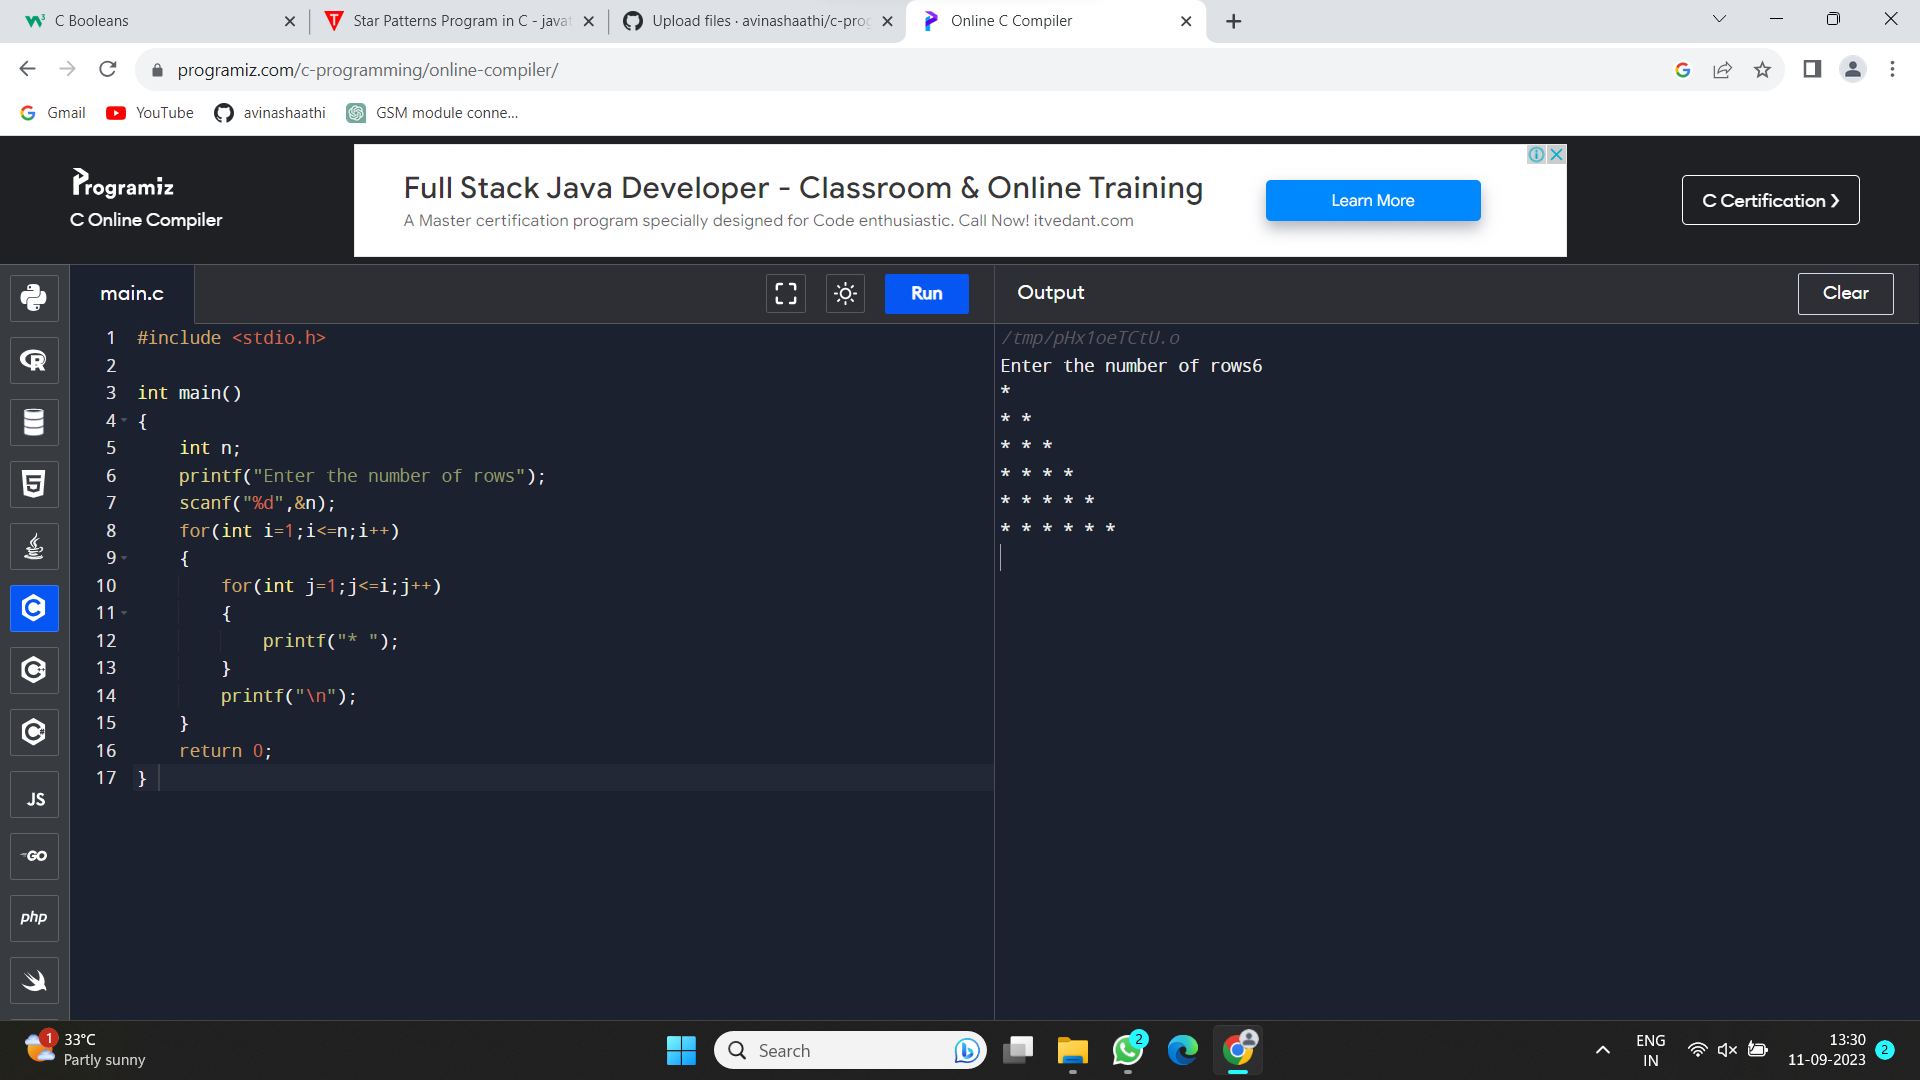 C Booleans
Star Patterns Program in C - javat
Upload files · avinashaathi/c-prog
Online C Compiler
programiz.com/c-programming/online-compiler/
Gmail
YouTube
avinashaathi
GSM module conne...
Programiz
C Online Compiler
Full Stack Java Developer - Classroom & Online Training
A Master certification program specially designed for Code enthusiastic. Call Now! itvedant.com
Learn More
C Certification ❯
main.c
Run
Output
Clear
1 #include <stdio.h>
2
3 int main()
4 {
5     int n;
6     printf("Enter the number of rows");
7     scanf("%d",&n);
8     for(int i=1;i<=n;i++)
9     {
10         for(int j=1;j<=i;j++)
11         {
12             printf("* ");
13         }
14         printf("\n");
15     }
16     return 0;
17 }
/tmp/pHx1oeTCtU.o
Enter the number of rows6
*
* *
* * *
* * * *
* * * * *
* * * * * *
JS
GO
php
1
33°C
Partly sunny
Search
2
ENG
IN
13:30
11-09-2023
2